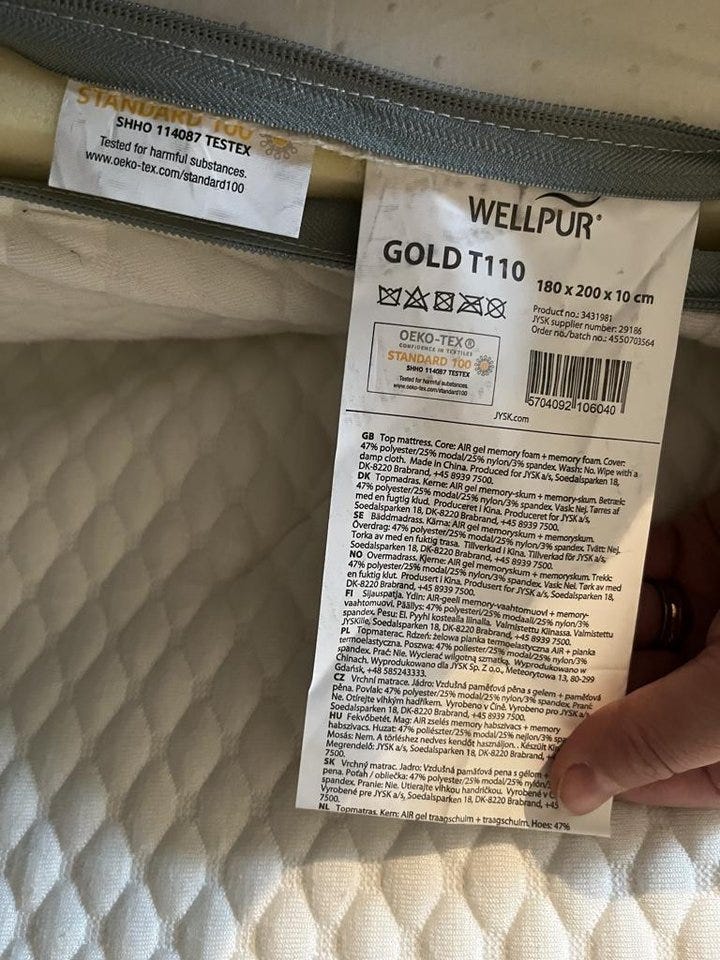 STANDARD 100
SHHO 114087 TESTEX
Tested for harmful substances.
www.oeko-tex.com/standard100
WELLPUR®
GOLD T110
180 x 200 x 10 cm
Product no.: 3431981
JYSK supplier number: 29186
Order no./batch no.: 4550703564
OEKO-TEX®
CONFIDENCE IN TEXTILES
STANDARD 100
SHHO 114087 TESTEX
Tested for harmful substances.
www.oeko-tex.com/standard100
5704092 106040
JYSK.com
GB Top mattress. Core: AIR gel memory foam + memory foam. Cover:
47% polyester/25% modal/25% nylon/3% spandex. Wash: No. Wipe with a
damp cloth. Made in China. Produced for JYSK a/s, Soedalsparken 18,
DK-8220 Brabrand, +45 8939 7500.
DK Topmadras. Kerne: AIR gel memory-skum + memory-skum. Betræk:
47% polyester/25% modal/25% nylon/3% spandex. Vask: Nej. Tørres af
med en fugtig klud. Produceret i Kina. Produceret for JYSK a/s,
Soedalsparken 18, DK-8220 Brabrand, +45 8939 7500.
SE Bäddmadrass. Kärna: AIR gel memoryskum + memoryskum.
Överdrag: 47% polyester/25% modal/25% nylon/3% spandex. Tvätt: Nej.
Torka av med en fuktig trasa. Tillverkad i Kina. Tillverkad för JYSK a/s,
Soedalsparken 18, DK-8220 Brabrand, +45 8939 7500.
NO Overmadrass. Kjerne: AIR gel memoryskum + memoryskum. Trekk:
47% polyester/25% modal/25% nylon/3% spandex. Vask: Nei. Tørk av med
en fuktig klut. Produsert i Kina. Produsert for JYSK a/s, Soedalsparken 18,
DK-8220 Brabrand, +45 8939 7500.
FI Sijauspatja. Ydin: AIR-geeli memory-vaahtomuovi + memory-
vaahtomuovi. Päällys: 47% polyesteri/25% modaali/25% nylon/3%
spandex. Pesu: Ei. Pyyhi kostealla liinalla. Valmistettu Kiinassa. Valmistettu
JYSKille, Soedalsparken 18, DK-8220 Brabrand, +45 8939 7500.
PL Topmaterac. Rdzeń: żelowa pianka termoelastyczna AIR + pianka
termoelastyczna. Poszwa: 47% poliester/25% modal/25% nylon/3%
spandex. Prać: Nie. Wycierać wilgotną szmatką. Wyprodukowano w
Chinach. Wyprodukowano dla JYSK Sp. Z o.o., Meteorytowa 13, 80-299
Gdańsk, +48 585243333.
CZ Vrchní matrace. Jádro: Vzdušná paměťová pěna s gelem + paměťová
pěna. Povlak: 47% polyester/25% modal/25% nylon/3% spandex. Praní:
Ne. Otírejte vlhkým hadříkem. Vyrobeno v Číně. Vyrobeno pro JYSK a/s
Soedalsparken 18, DK-8220 Brabrand, +45 8939 7500.
HU Fekvőbetét. Mag: AIR zselés memory habszivacs + memory
habszivacs. Huzat: 47% poliészter/25% modál/25% nejlon/3%
Mosás: Nem. A törléshez nedves kendőt használjon. Készült
Megrendelő: JYSK a/s, Soedalsparken 18, DK-8220 Brabrand, +45
7500.
SK Vrchný matrac. Jadro: Vzdušná pamäťová pena s gélom +
pena. Poťah / obliečka: 47% polyester/25% modal/25% nylon/
spandex. Pranie: Nie. Utierajte vlhkou handričkou. Vyrobené v
Vyrobené pre JYSK a/s, Soedalsparken 18, DK-8220 Brabrand, +45
7500.
NL Topmatras. Kern: AIR gel traagschuim + traagschuim. Hoes: 47%